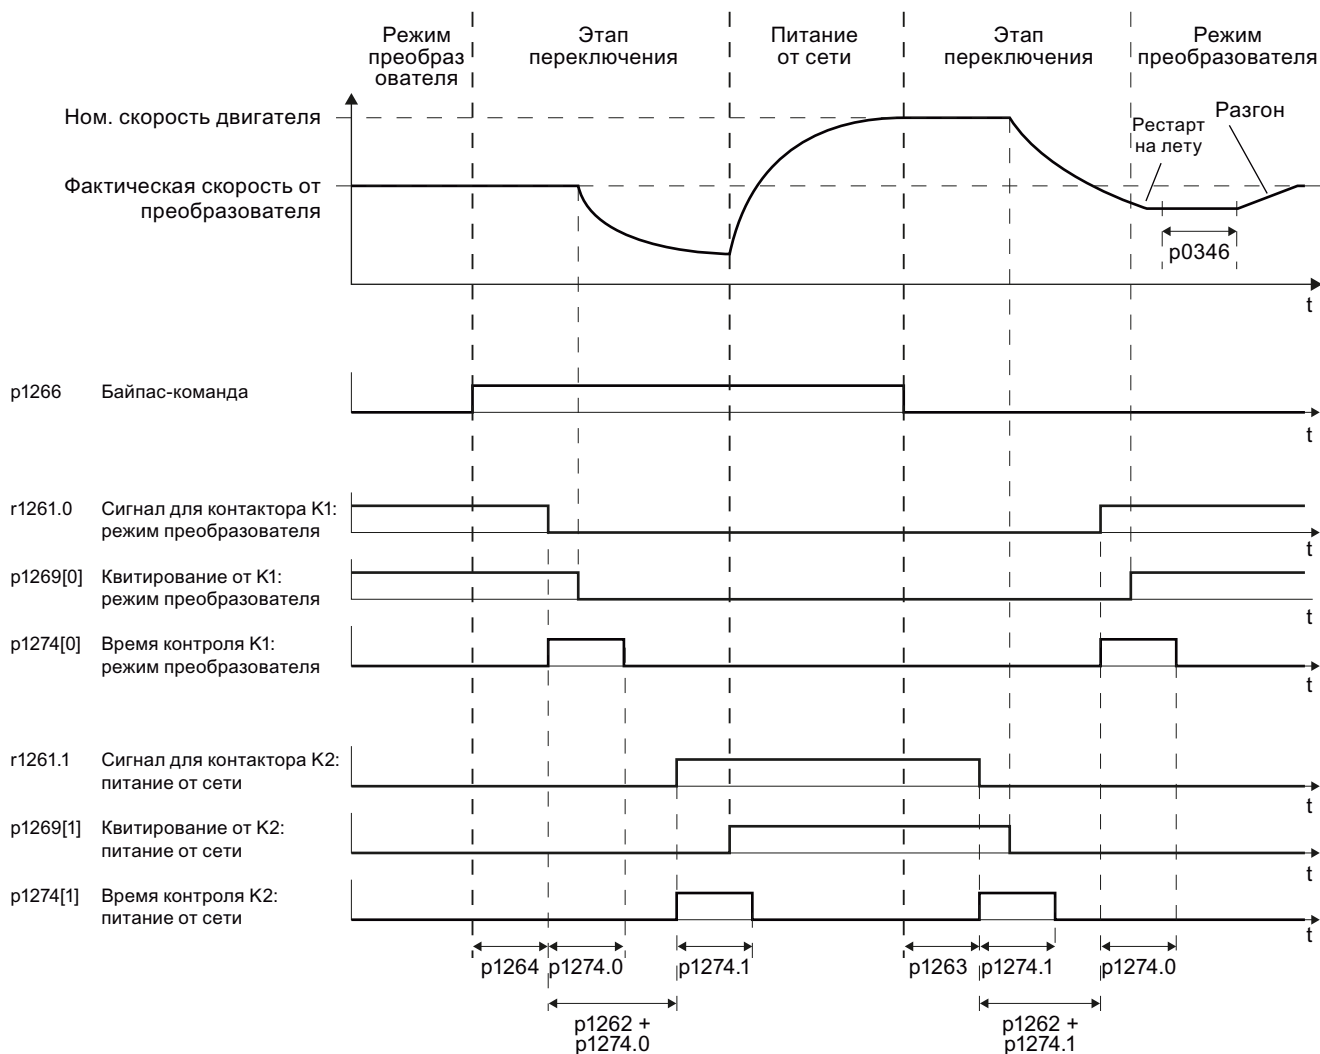 Режим
преобраз
ователя
Этап
переключения
Питание
от сети
Этап
переключения
Режим
преобразователя
Ном. скорость двигателя
Рестарт
на лету
Разгон
Фактическая скорость от
преобразователя
p0346
t
p1266 Байпас-команда
t
r1261.0 Сигнал для контактора K1:
режим преобразователя
t
p1269[0] Квитирование от K1:
режим преобразователя
t
p1274[0] Время контроля K1:
режим преобразователя
t
r1261.1 Сигнал для контактора K2:
питание от сети
t
p1269[1] Квитирование от K2:
питание от сети
t
p1274[1] Время контроля K2:
питание от сети
t
p1264 p1274.0 p1274.1 p1263 p1274.1 p1274.0
p1262 +
p1274.0
p1262 +
p1274.1